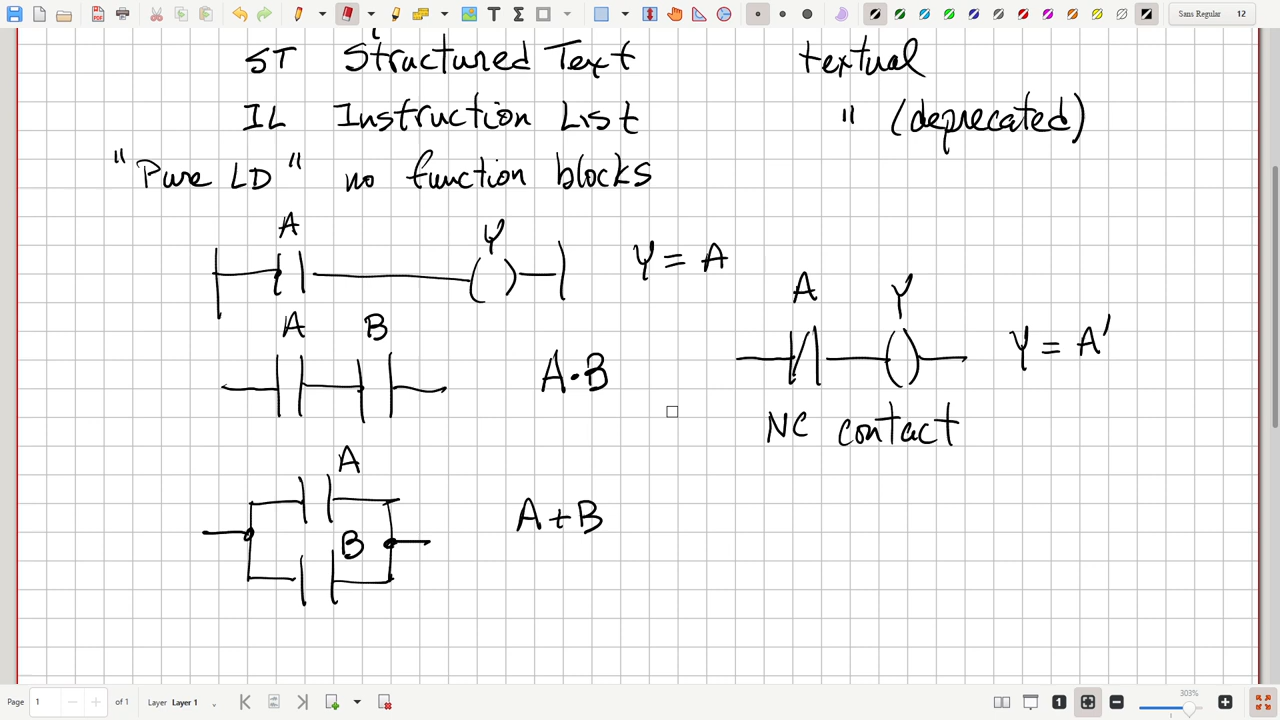 Sans Regular 12
ST Structured Text textual
IL Instruction List " (deprecated)
"Pure LD" no function blocks
A Y Y = A
A Y Y = A'
A B A·B
NC contact
A
B A+B
Page 1 of 1 Layer Layer 1 1 303%